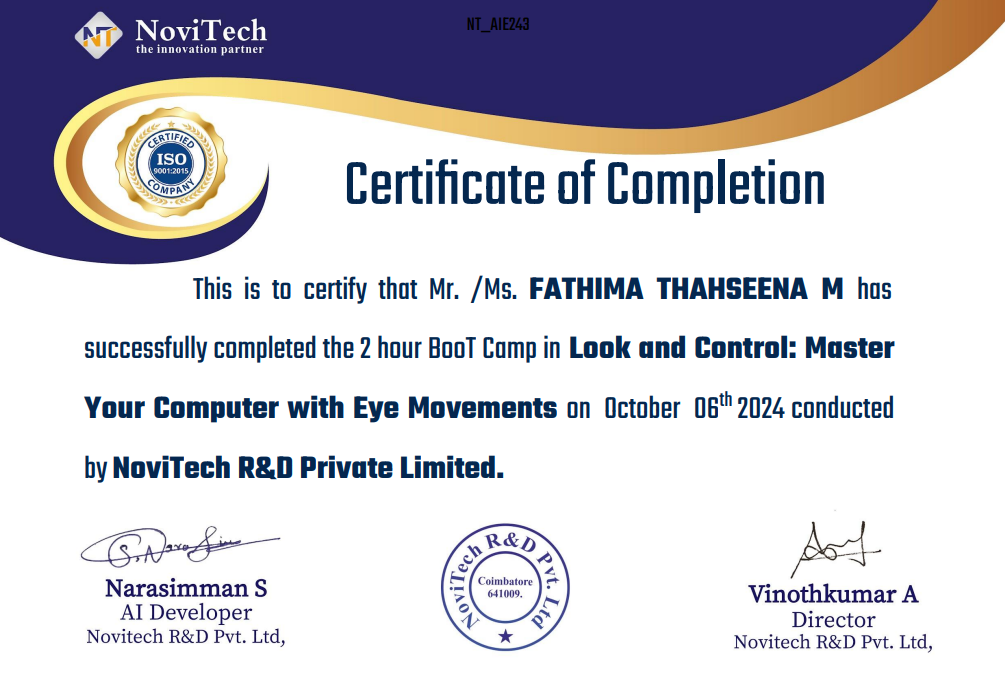 NT
NoviTech
the innovation partner
NT_AIE243
CERTIFIED
ISO
9001:2015
COMPANY
Certificate of Completion
This is to certify that Mr. /Ms. FATHIMA THAHSEENA M has
successfully completed the 2 hour BooT Camp in Look and Control: Master
Your Computer with Eye Movements on October 06th 2024 conducted
by NoviTech R&D Private Limited.
Narasimman S
AI Developer
Novitech R&D Pvt. Ltd,
NoviTech R&D Pvt. Ltd
Coimbatore
641009.
Vinothkumar A
Director
Novitech R&D Pvt. Ltd,